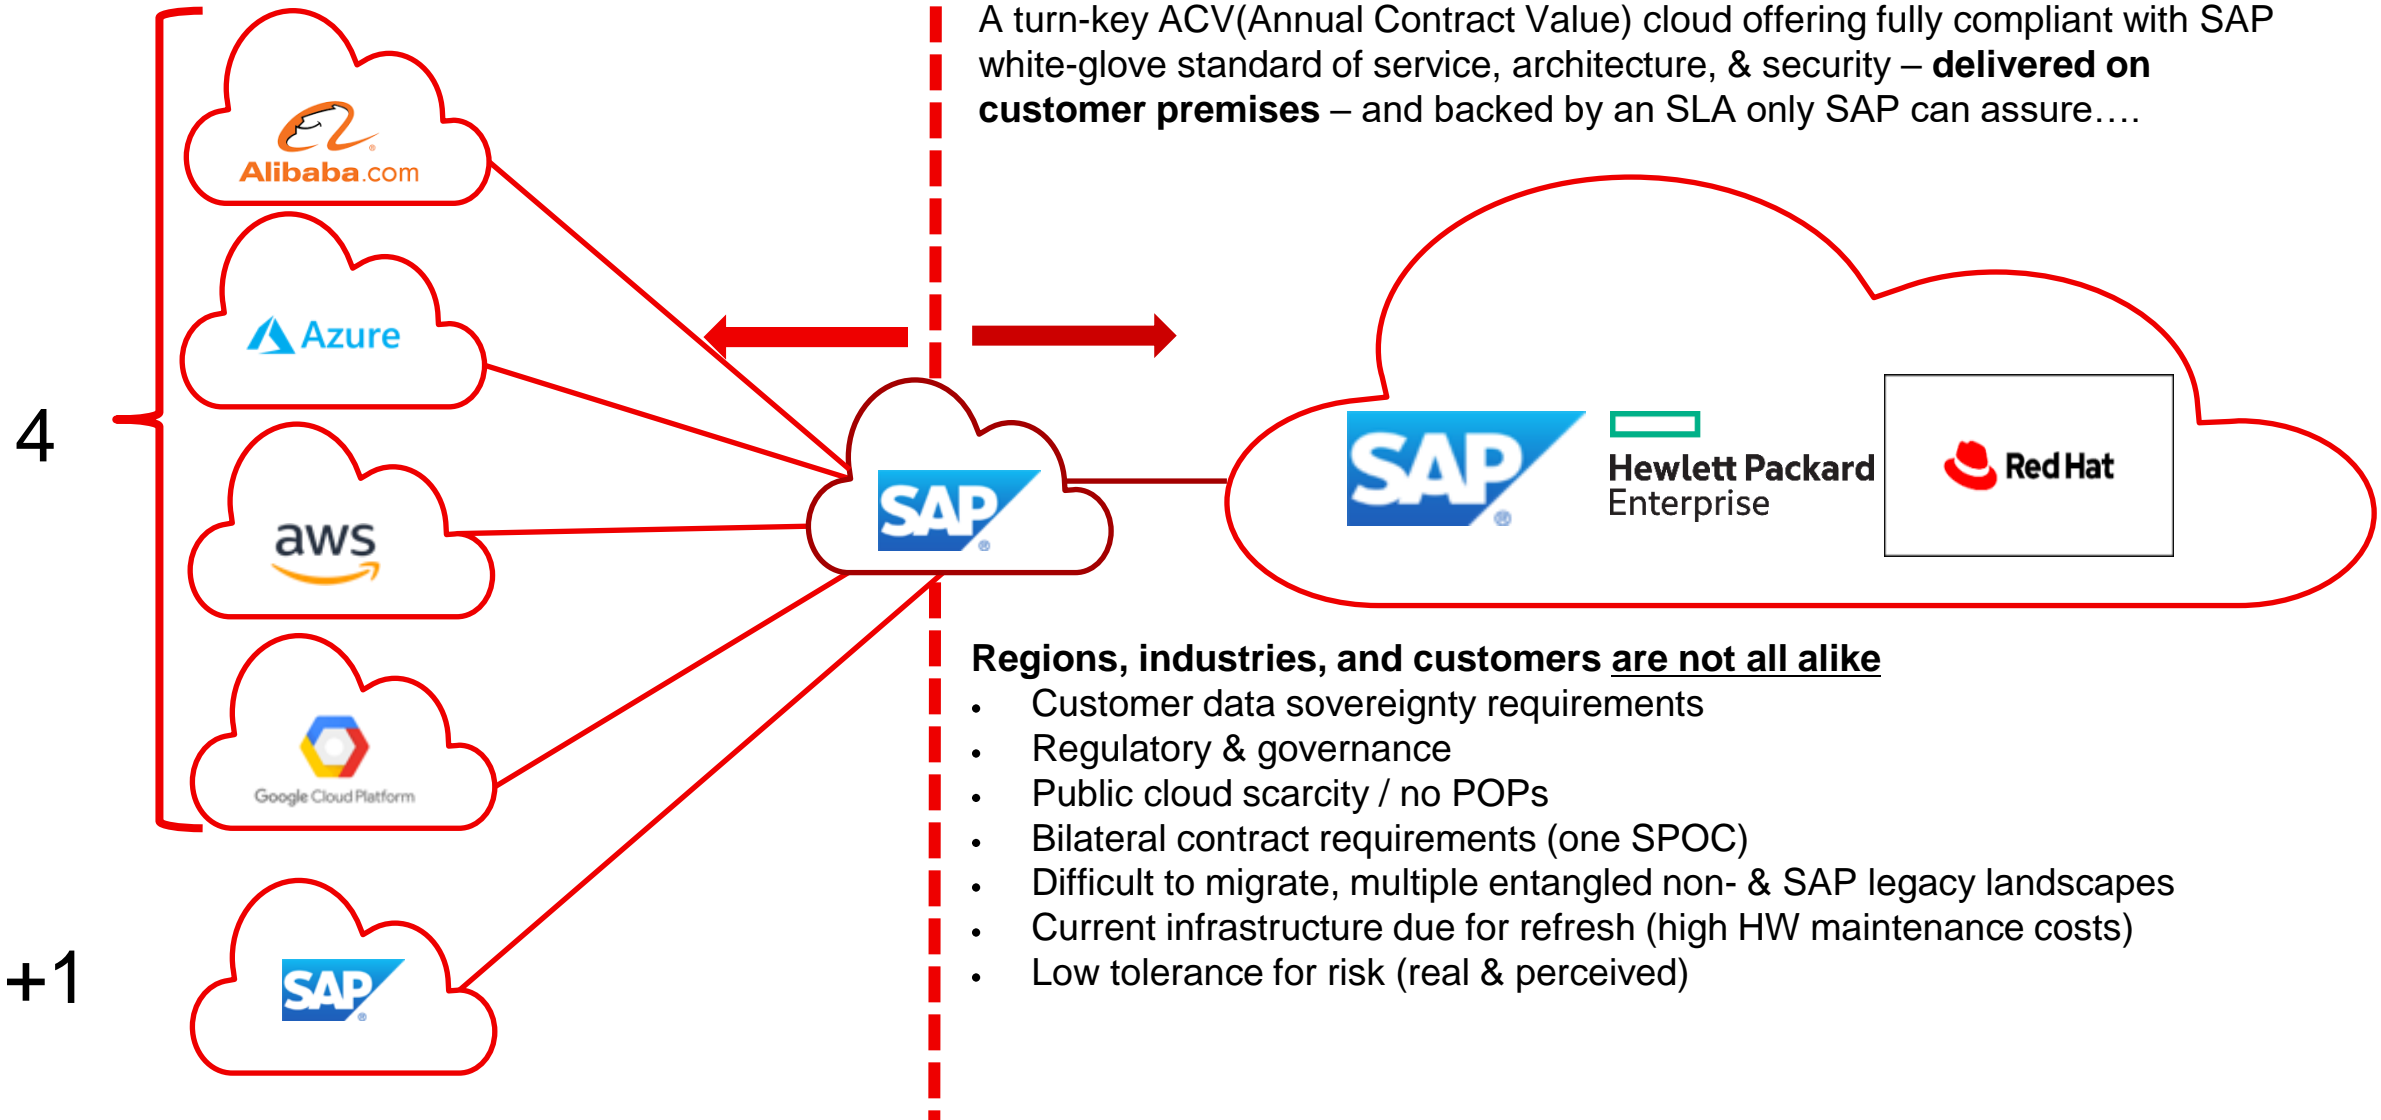 A turn-key ACV(Annual Contract Value) cloud offering fully compliant with SAP
white-glove standard of service, architecture, & security – delivered on
customer premises – and backed by an SLA only SAP can assure….
Alibaba.com
Azure
4
aws
Google Cloud Platform
+1
SAP®
SAP®
SAP®
Hewlett Packard
Enterprise
Red Hat
Regions, industries, and customers are not all alike
• Customer data sovereignty requirements
• Regulatory & governance
• Public cloud scarcity / no POPs
• Bilateral contract requirements (one SPOC)
• Difficult to migrate, multiple entangled non- & SAP legacy landscapes
• Current infrastructure due for refresh (high HW maintenance costs)
• Low tolerance for risk (real & perceived)